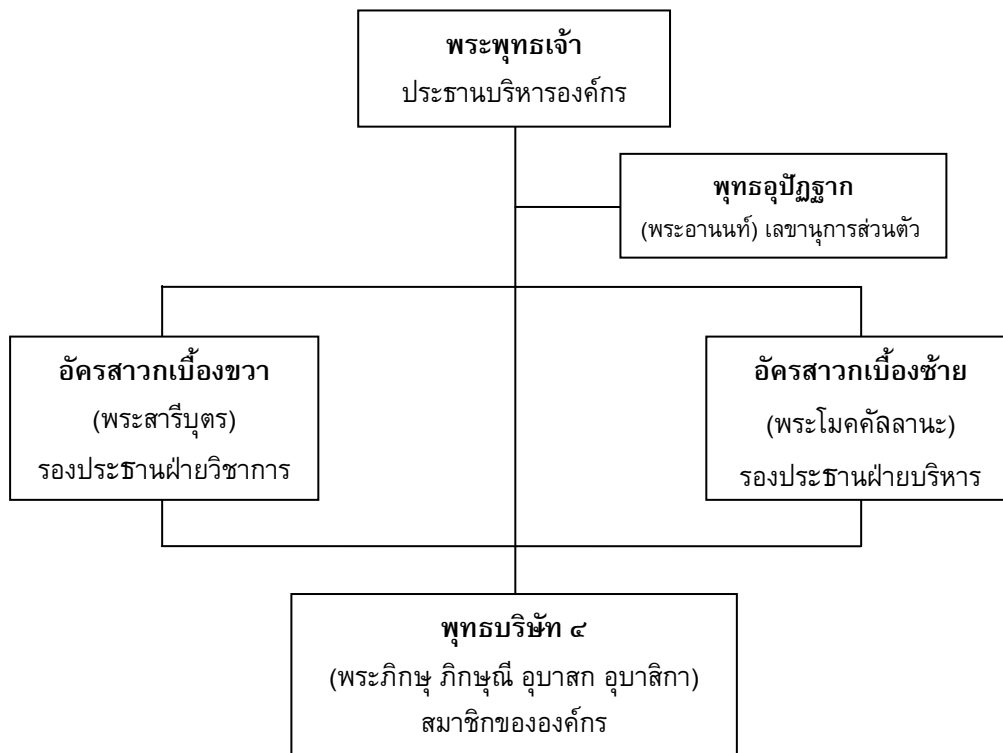 พระพุทธเจ้า
ประธานบริหารองค์กร
พุทธอุปัฏฐาก
(พระอานนท์) เลขานุการส่วนตัว
อัครสาวกเบื้องขวา
(พระสารีบุตร)
รองประธานฝ่ายวิชาการ
อัครสาวกเบื้องซ้าย
(พระโมคคัลลานะ)
รองประธานฝ่ายบริหาร
พุทธบริษัท ๔
(พระภิกษุ ภิกษุณี อุบาสก อุบาสิกา)
สมาชิกขององค์กร